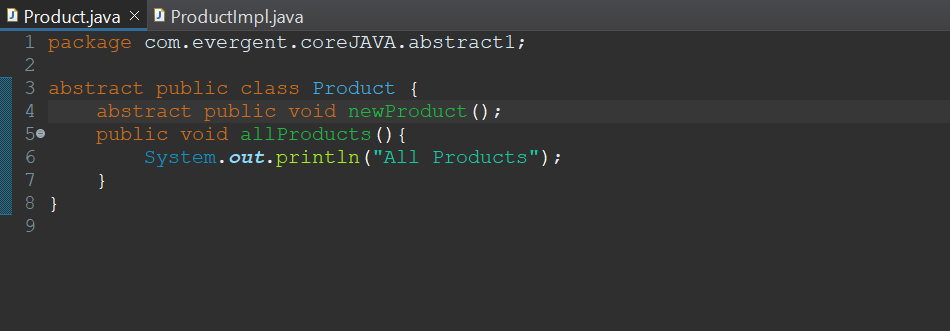 Product.java × ProductImpl.java
1 package com.evergent.coreJAVA.abstract1;
2
3 abstract public class Product {
4     abstract public void newProduct();
5     public void allProducts(){
6         System.out.println("All Products");
7     }
8 }
9